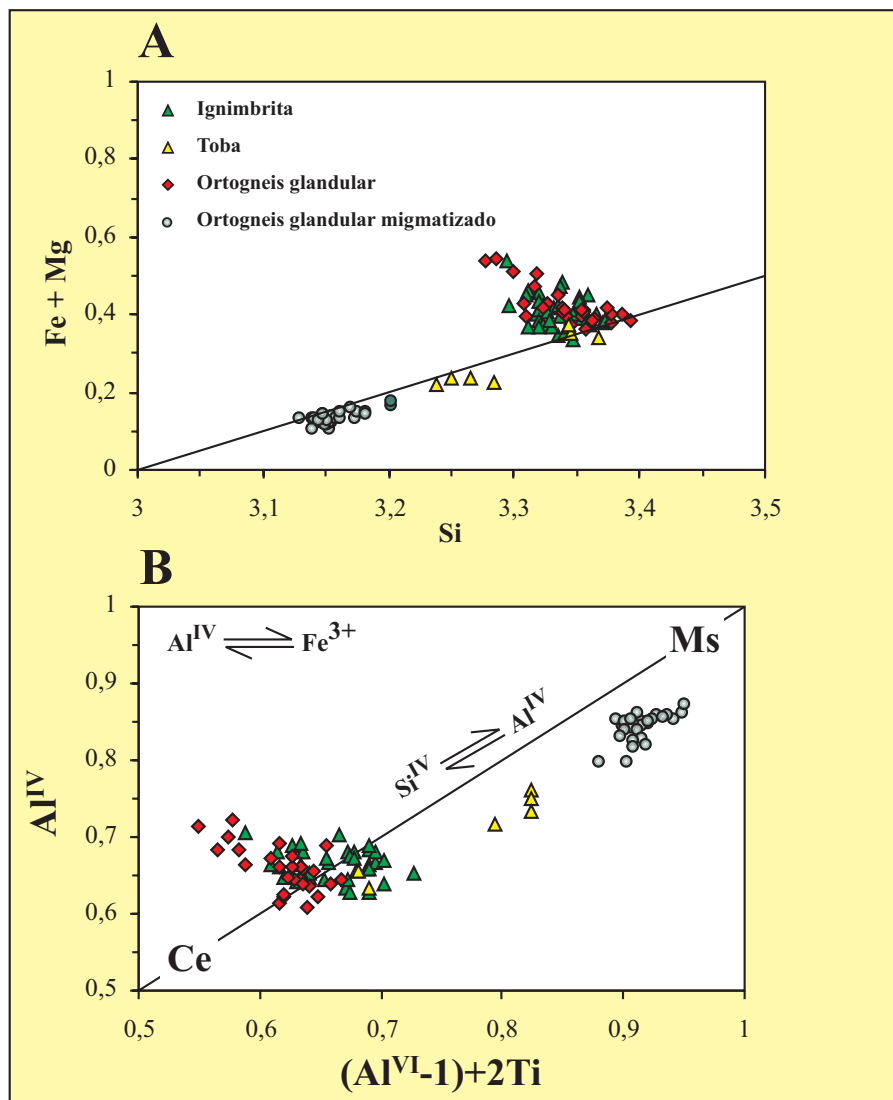 A
1
0,8
0,6
0,4
0,2
0
Fe + Mg
Ignimbrita
Toba
Ortogneis glandular
Ortogneis glandular migmatizado
3
3,1
3,2
3,3
3,4
3,5
Si
B
1
0,9
0,8
0,7
0,6
0,5
Al^IV
Al^IV ⇌ Fe^3+
Ms
Si^IV ⇌ Al^IV
Ce
0,5
0,6
0,7
0,8
0,9
1
(Al^VI-1)+2Ti